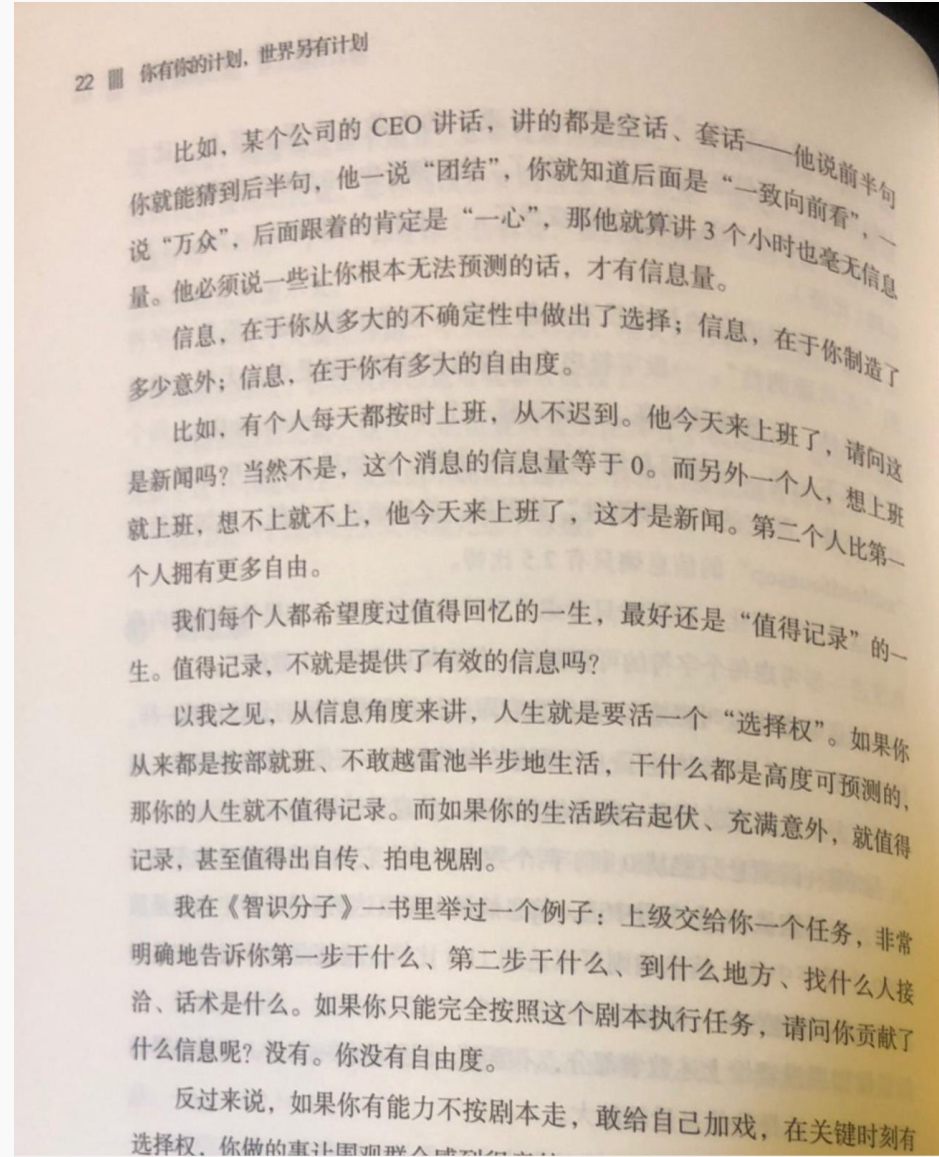 22 你有你的计划，世界另有计划
比如，某个公司的 CEO 讲话，讲的都是空话、套话——他说前半句
你就能猜到后半句，他一说“团结”，你就知道后面是“一致向前看”，一
说“万众”，后面跟着的肯定是“一心”，那他就算讲 3 个小时也毫无信息
量。他必须说一些让你根本无法预测的话，才有信息量。
信息，在于你从多大的不确定性中做出了选择；信息，在于你制造了
多少意外；信息，在于你有多大的自由度。
比如，有个人每天都按时上班，从不迟到。他今天来上班了，请问这
是新闻吗？当然不是，这个消息的信息量等于 0。而另外一个人，想上班
就上班，想不上就不上，他今天来上班了，这才是新闻。第二个人比第一
个人拥有更多自由。
我们每个人都希望度过值得回忆的一生，最好还是“值得记录”的一
生。值得记录，不就是提供了有效的信息吗？
以我之见，从信息角度来讲，人生就是要活一个“选择权”。如果你
从来都是按部就班、不敢越雷池半步地生活，干什么都是高度可预测的，
那你的人生就不值得记录。而如果你的生活跌宕起伏、充满意外，就值得
记录，甚至值得出自传、拍电视剧。
我在《智识分子》一书里举过一个例子：上级交给你一个任务，非常
明确地告诉你第一步干什么、第二步干什么、到什么地方、找什么人接
洽、话术是什么。如果你只能完全按照这个剧本执行任务，请问你贡献了
什么信息呢？没有。你没有自由度。
反过来说，如果你有能力不按剧本走，敢给自己加戏，在关键时刻有
选择权，你做的事让围观群众感到很